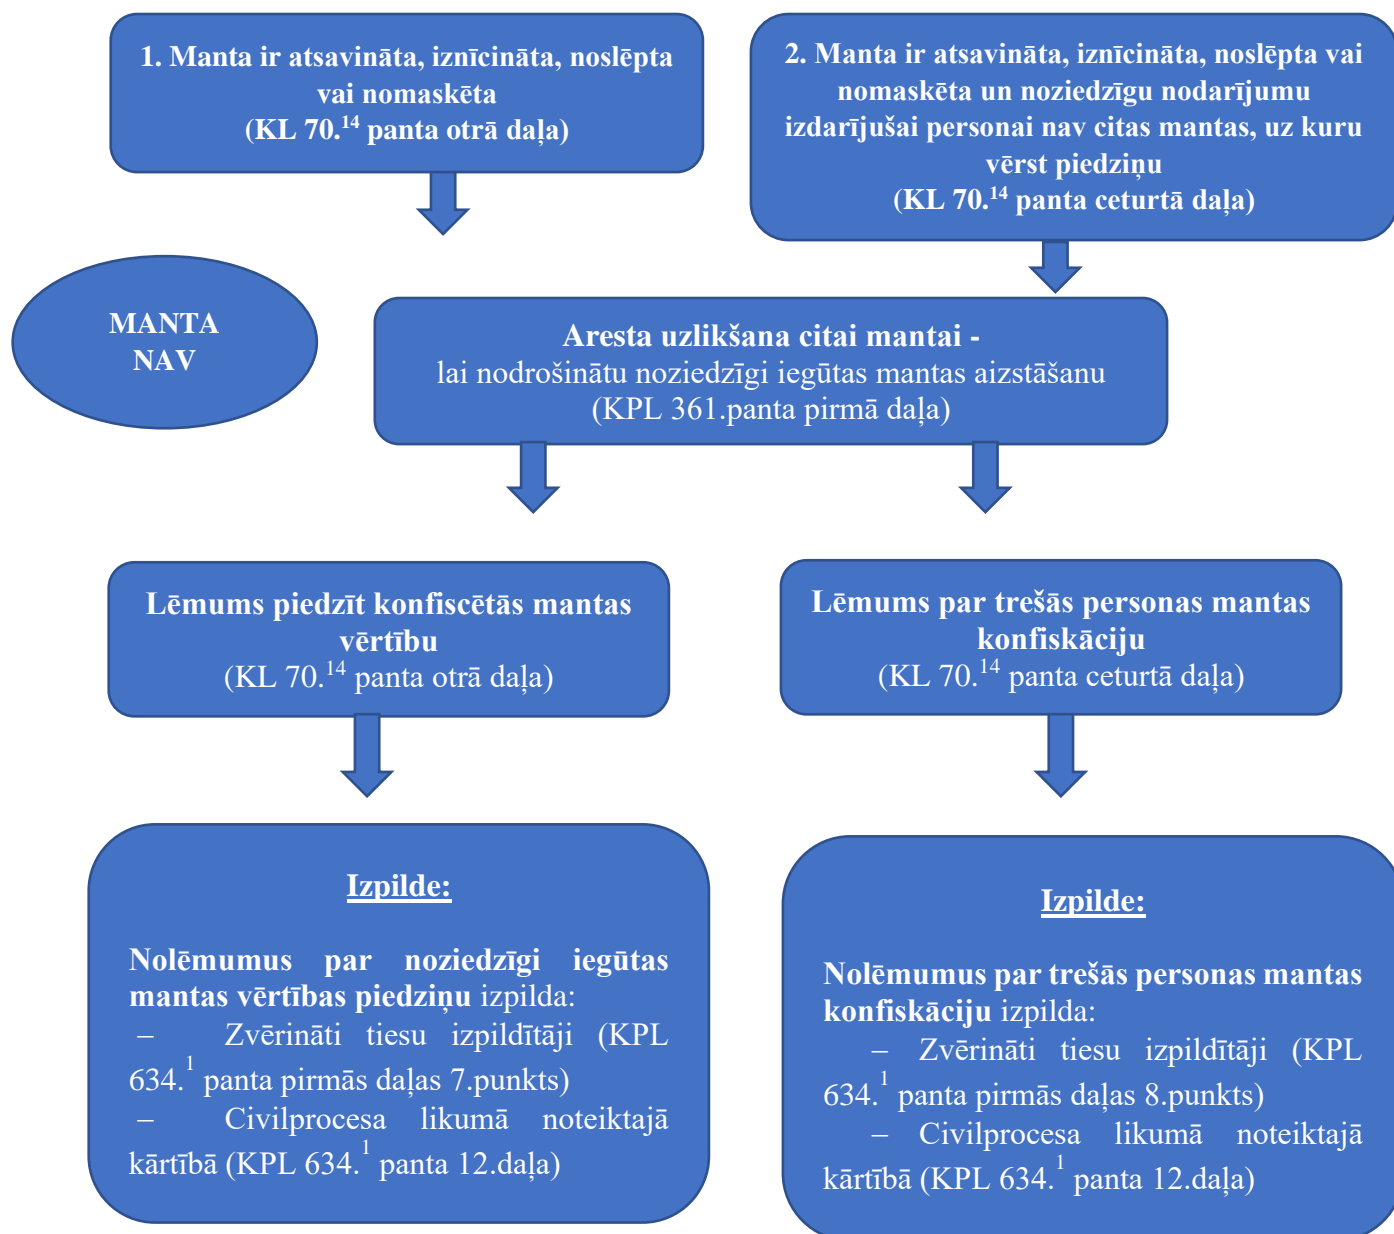 1. Manta ir atsavināta, iznīcināta, noslēpta
vai nomaskēta
(KL 70.¹⁴ panta otrā daļa)
2. Manta ir atsavināta, iznīcināta, noslēpta vai
nomaskēta un noziedzīgu nodarījumu
izdarījušai personai nav citas mantas, uz kuru
vērst piedziņu
(KL 70.¹⁴ panta ceturtā daļa)
MANTA
NAV
Aresta uzlikšana citai mantai -
lai nodrošinātu noziedzīgi iegūtas mantas aizstāšanu
(KPL 361.panta pirmā daļa)
Lēmums piedzīt konfiscētās mantas
vērtību
(KL 70.¹⁴ panta otrā daļa)
Lēmums par trešās personas mantas
konfiskāciju
(KL 70.¹⁴ panta ceturtā daļa)
Izpilde:
Nolēmumus par noziedzīgi iegūtas
mantas vērtības piedziņu izpilda:
– Zvērināti tiesu izpildītāji (KPL
634.¹ panta pirmās daļas 7.punkts)
– Civilprocesa likumā noteiktajā
kārtībā (KPL 634.¹ panta 12.daļa)
Izpilde:
Nolēmumus par trešās personas mantas
konfiskāciju izpilda:
– Zvērināti tiesu izpildītāji (KPL
634.¹ panta pirmās daļas 8.punkts)
– Civilprocesa likumā noteiktajā
kārtībā (KPL 634.¹ panta 12.daļa)